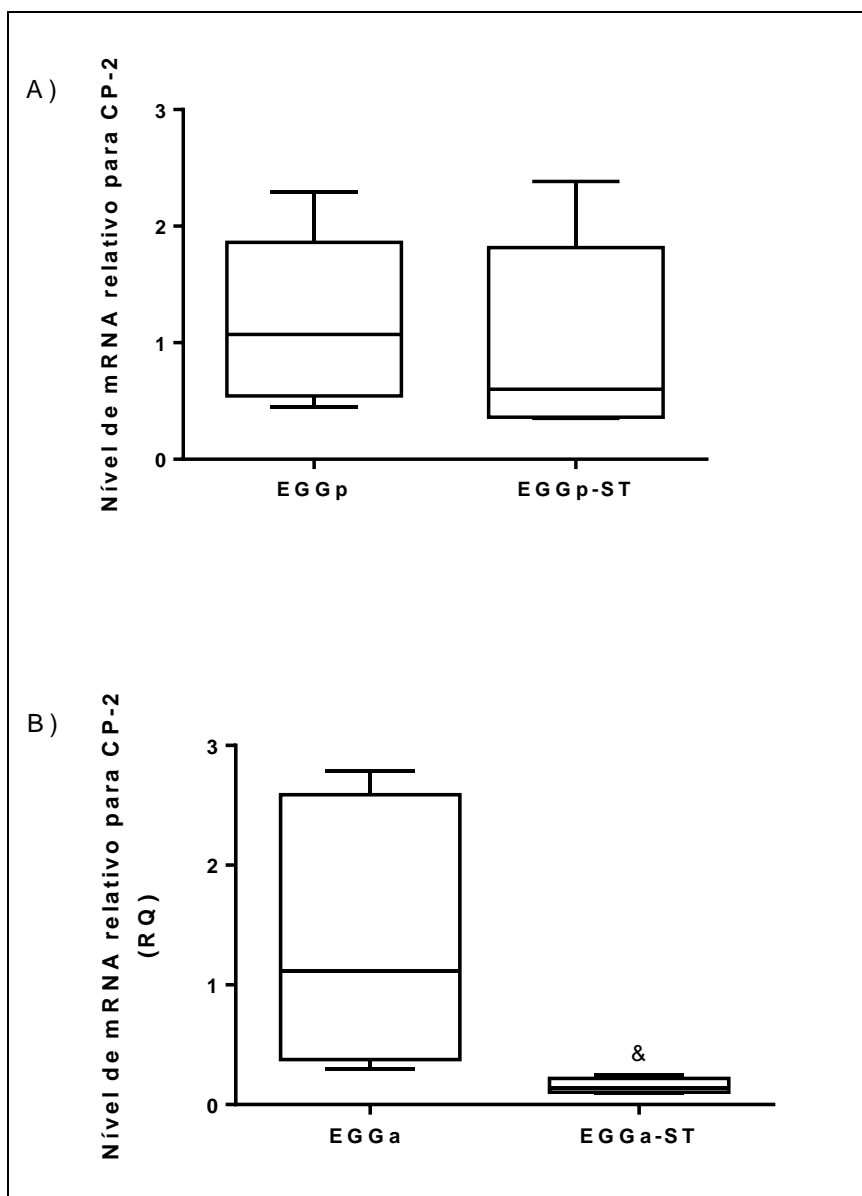 A)
Nível de mRNA relativo para CP-2
3
2
1
0
EGGp
EGGp-ST
B)
Nível de mRNA relativo para CP-2
(RQ)
3
2
1
0
&
EGGa
EGGa-ST